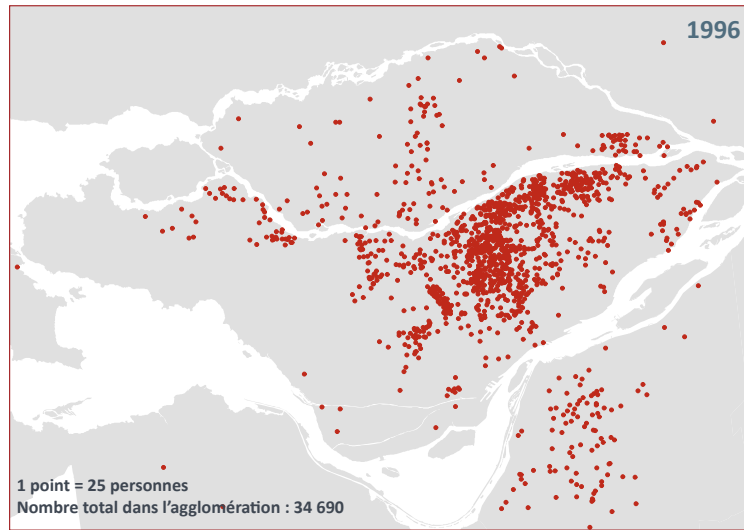 1996
1 point = 25 personnes
Nombre total dans l’agglomération : 34 690